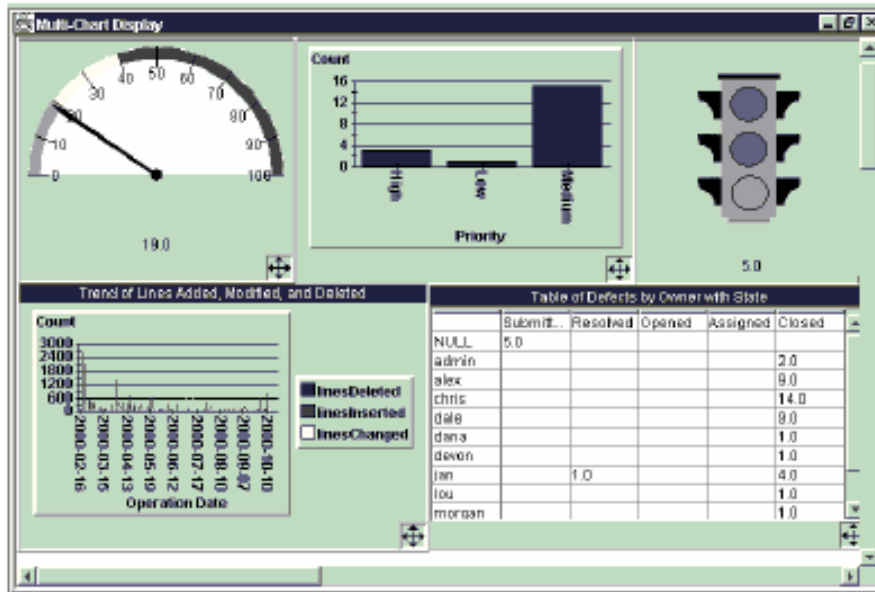 Multi-Chart Display
0
10
20
30
40
50
60
70
80
90
100
19.0
Count
16
12
8
4
0
High
Low
Medium
Priority
5.0
Trend of Lines Added, Modified, and Deleted
Count
3000
2400
1800
1200
600
0
2000-02-16
2000-03-15
2000-04-13
2000-05-19
2000-06-12
2000-07-17
2000-08-10
2000-09-07
2000-10-10
Operation Date
linesDeleted
linesInserted
linesChanged
Table of Defects by Owner with State
Submitt... Resolved Opened Assigned Closed
NULL 5.0
admin 2.0
alex 9.0
chris 14.0
dale 9.0
dana 1.0
devon 1.0
jan 1.0 4.0
lou 1.0
morgan 1.0